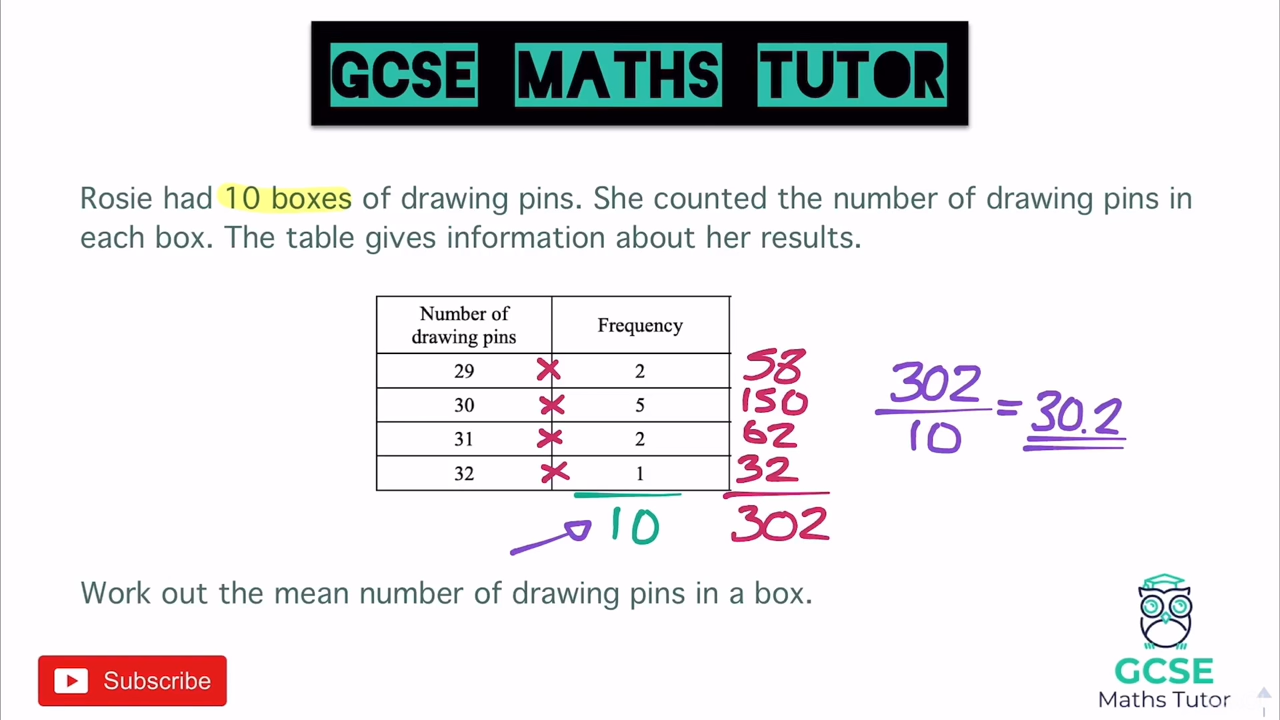 GCSE MATHS TUTOR
Rosie had 10 boxes of drawing pins. She counted the number of drawing pins in
each box. The table gives information about her results.
Number of
drawing pins
Frequency
29 × 2 58
30 × 5 150
31 × 2 62
32 × 1 32
10 302
302
10
= 30.2
Work out the mean number of drawing pins in a box.
Subscribe
GCSE
Maths Tutor